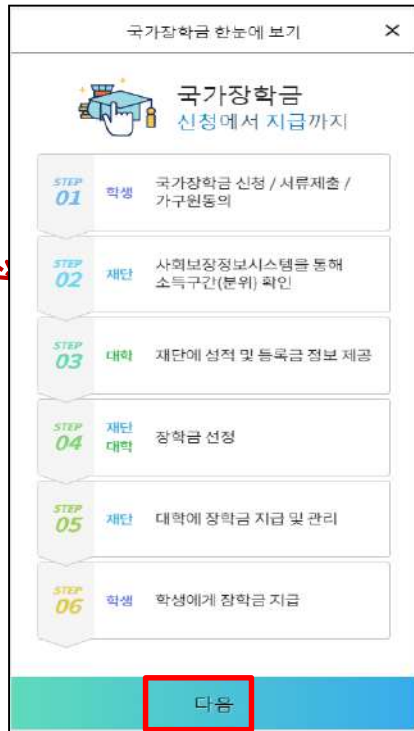 국가장학금 한눈에 보기 ×
국가장학금
신청에서 지급까지
STEP 01 학생 국가장학금 신청 / 서류제출 /
가구원동의
STEP 02 재단 사회보장정보시스템을 통해
소득구간(분위) 확인
STEP 03 대학 재단에 성적 및 등록금 정보 제공
STEP 04 재단 대학 장학금 선정
STEP 05 재단 대학에 장학금 지급 및 관리
STEP 06 학생 학생에게 장학금 지급
다음